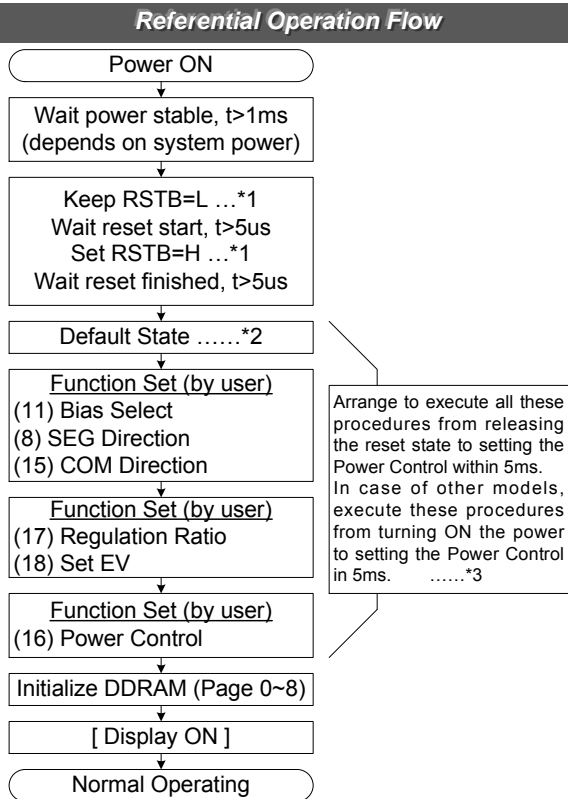 Referential Operation Flow
Power ON
Wait power stable, t>1ms
(depends on system power)
Keep RSTB=L …*1
Wait reset start, t>5us
Set RSTB=H …*1
Wait reset finished, t>5us
Default State ……*2
Function Set (by user)
(11) Bias Select
(8) SEG Direction
(15) COM Direction
Function Set (by user)
(17) Regulation Ratio
(18) Set EV
Function Set (by user)
(16) Power Control
Arrange to execute all these
procedures from releasing
the reset state to setting the
Power Control within 5ms.
In case of other models,
execute these procedures
from turning ON the power
to setting the Power Control
in 5ms. ……*3
Initialize DDRAM (Page 0~8)
[ Display ON ]
Normal Operating